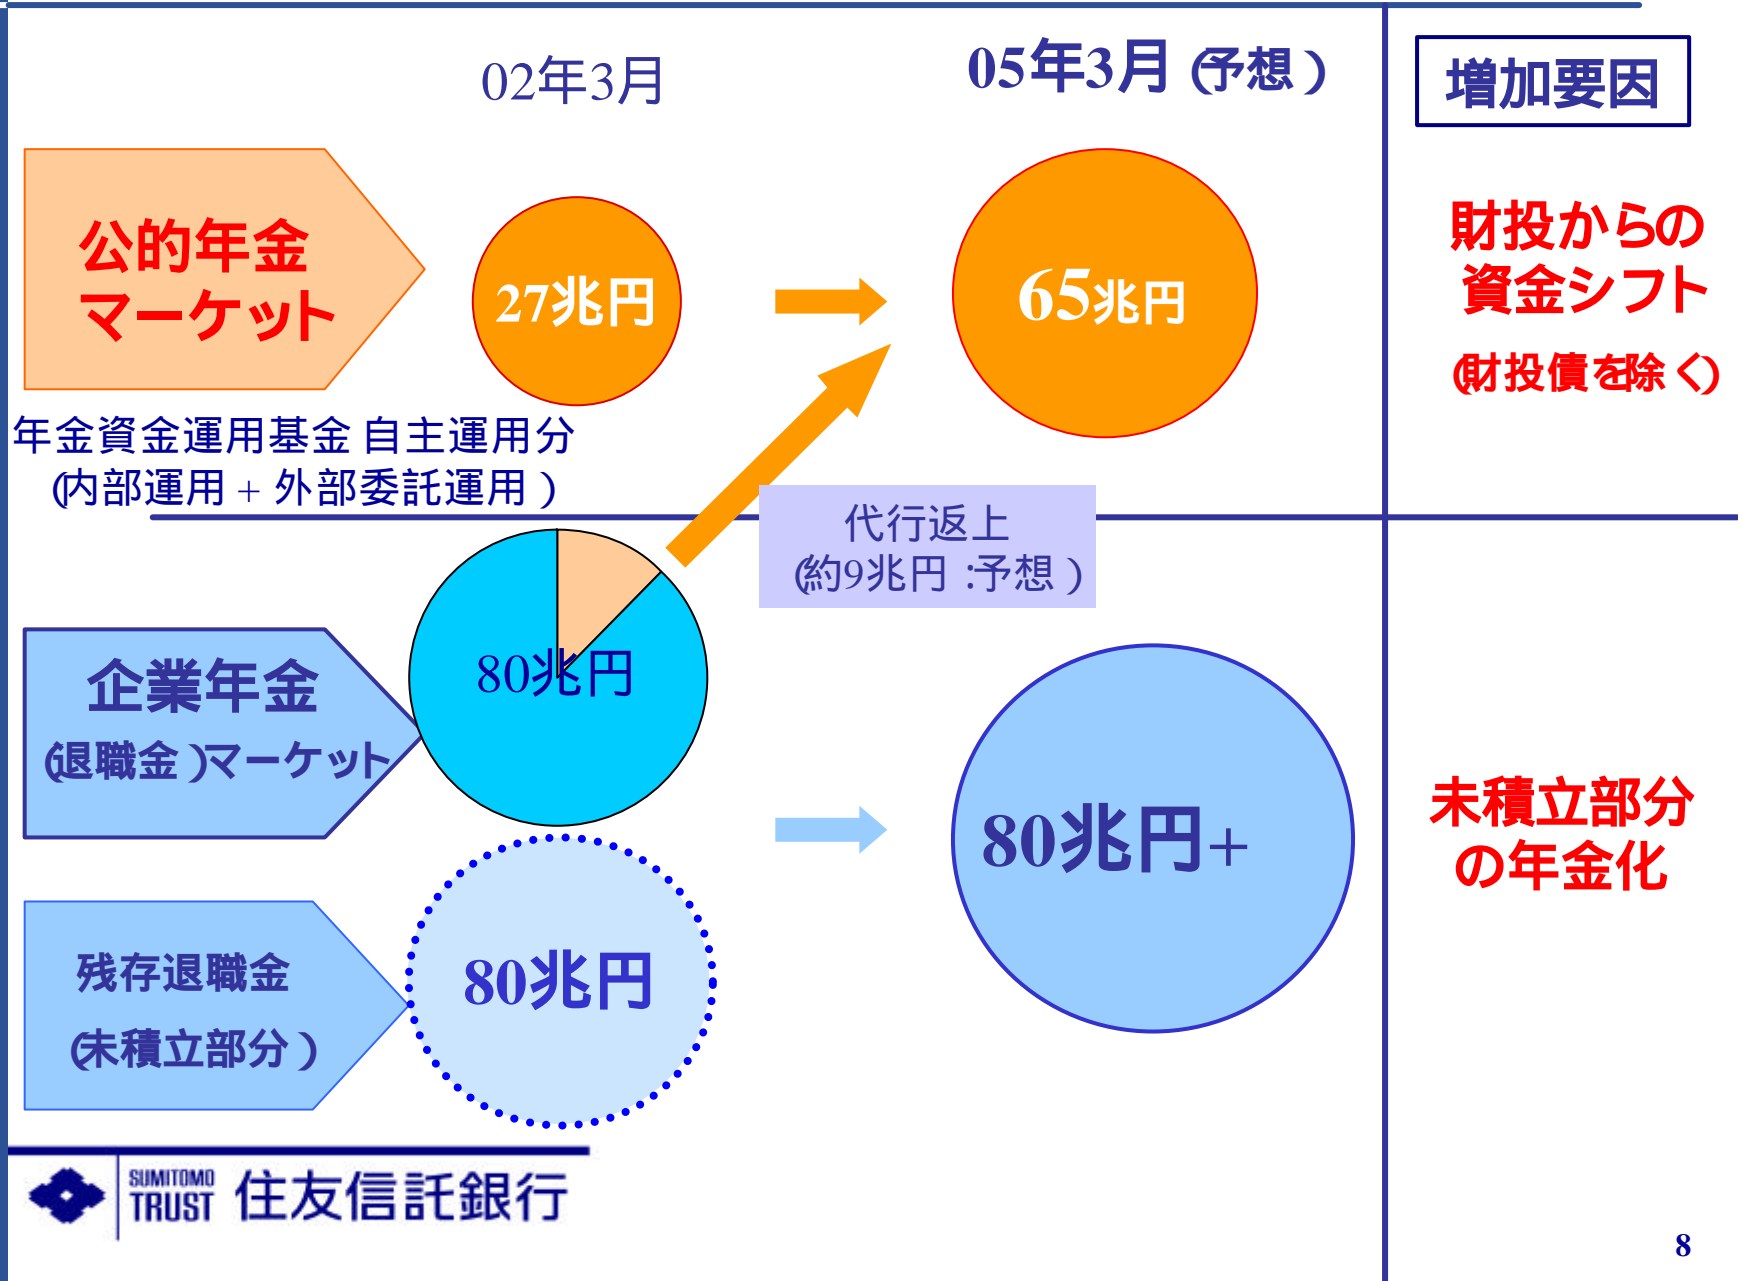 02年3月
05年3月(予想)
増加要因
公的年金
マーケット
27兆円
65兆円
財投からの
資金シフト
(財投債を除く)
年金資金運用基金 自主運用分
(内部運用+外部委託運用)
代行返上
(約9兆円:予想)
80兆円
企業年金
(退職金)マーケット
80兆円+
未積立部分
の年金化
残存退職金
(未積立部分)
80兆円
SUMITOMO
TRUST
住友信託銀行
8